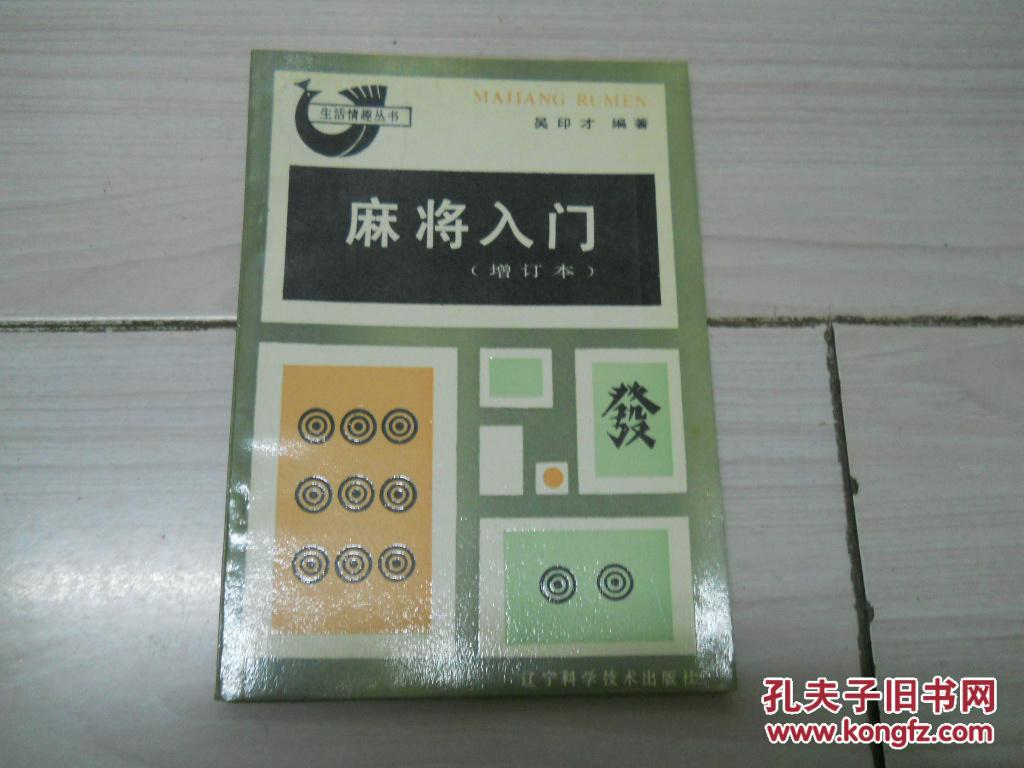 MAJIANG RUMEN
生活情趣丛书
吴印才 编著
麻将入门
（增订本）
發
辽宁科学技术出版社
孔夫子旧书网
www.kongfz.com